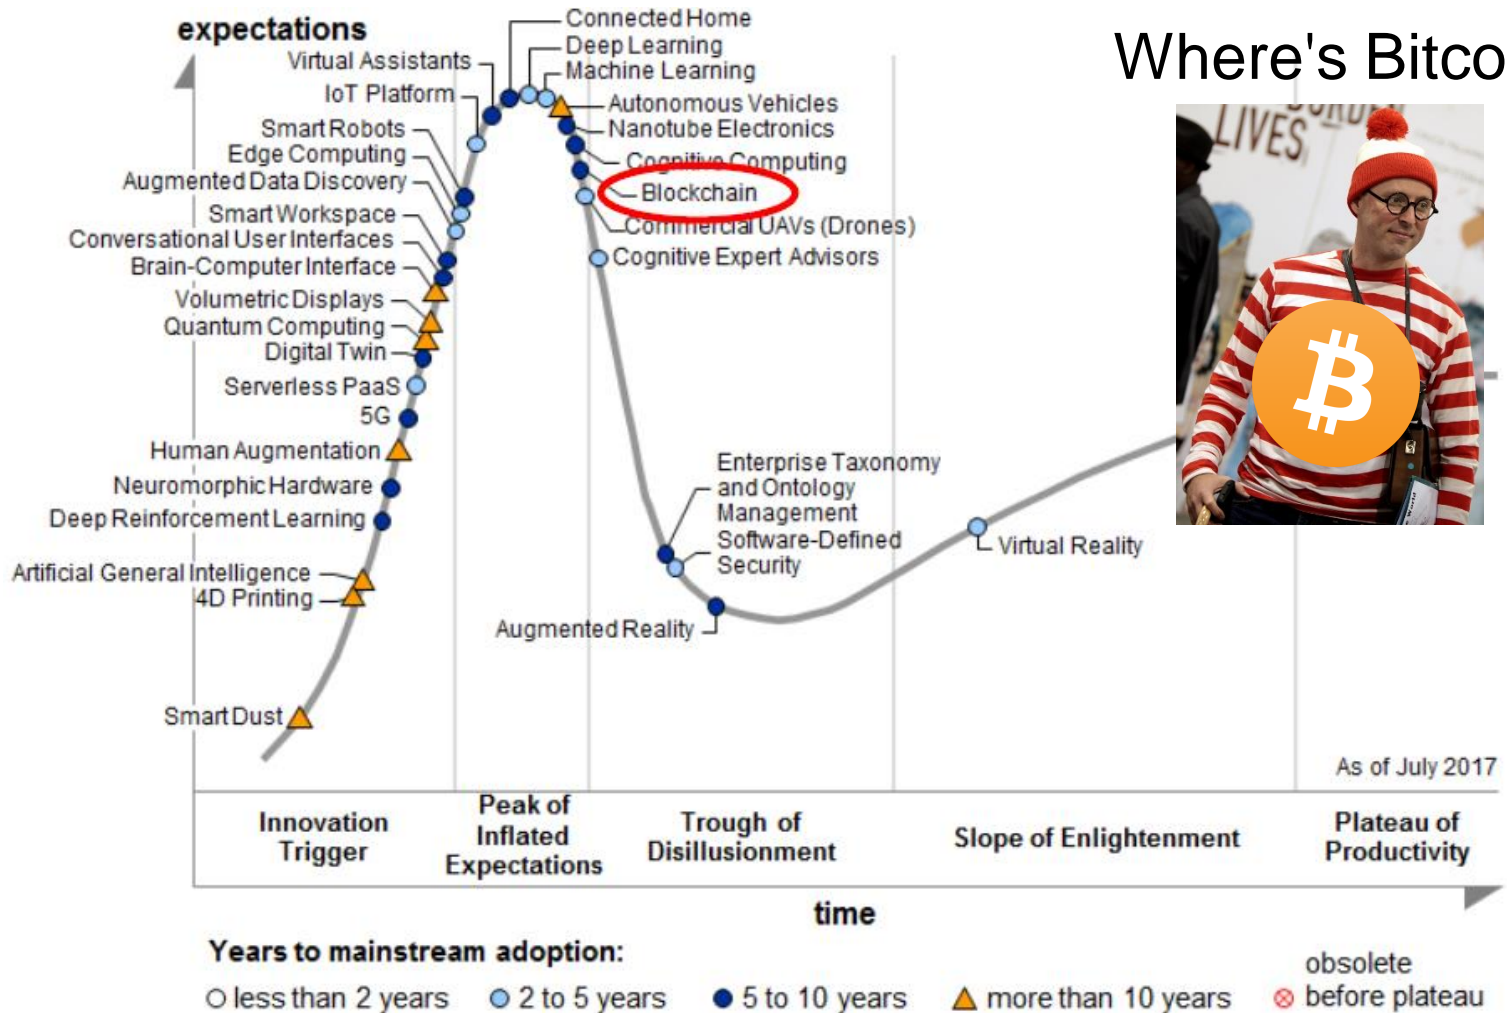 expectations
Where's Bitco
Connected Home
Deep Learning
Machine Learning
Virtual Assistants
IoT Platform
Autonomous Vehicles
Nanotube Electronics
Cognitive Computing
Blockchain
Commercial UAVs (Drones)
Cognitive Expert Advisors
Smart Robots
Edge Computing
Augmented Data Discovery
Smart Workspace
Conversational User Interfaces
Brain-Computer Interface
Volumetric Displays
Quantum Computing
Digital Twin
Serverless PaaS
5G
Human Augmentation
Neuromorphic Hardware
Deep Reinforcement Learning
Artificial General Intelligence
4D Printing
Smart Dust
Enterprise Taxonomy
and Ontology
Management
Software-Defined
Security
Augmented Reality
Virtual Reality
LIVES
As of July 2017
Innovation
Trigger
Peak of
Inflated
Expectations
Trough of
Disillusionment
Slope of Enlightenment
Plateau of
Productivity
time
Years to mainstream adoption:
less than 2 years
2 to 5 years
5 to 10 years
more than 10 years
obsolete
before plateau